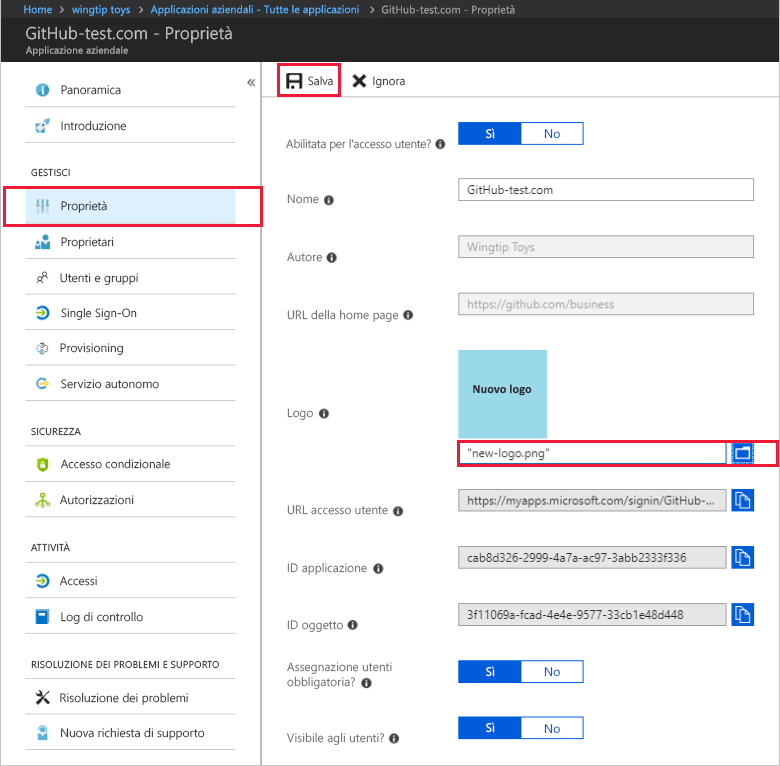 Home > wingtip toys > Applicazioni aziendali - Tutte le applicazioni > GitHub-test.com - Proprietà
GitHub-test.com - Proprietà
Applicazione aziendale
«
Panoramica
Introduzione
GESTISCI
Proprietà
Proprietari
Utenti e gruppi
Single Sign-On
Provisioning
Servizio autonomo
SICUREZZA
Accesso condizionale
Autorizzazioni
ATTIVITÀ
Accessi
Log di controllo
RISOLUZIONE DEI PROBLEMI E SUPPORTO
Risoluzione dei problemi
Nuova richiesta di supporto
Salva Ignora
Abilitata per l'accesso utente? Sì No
Nome GitHub-test.com
Autore Wingtip Toys
URL della home page https://github.com/business
Nuovo logo
Logo
"new-logo.png"
URL accesso utente https://myapps.microsoft.com/signin/GitHub-...
ID applicazione cab8d326-2999-4a7a-ac97-3abb2333f336
ID oggetto 3f11069a-fcad-4e4e-9577-33cb1e48d448
Assegnazione utenti
obbligatoria? Sì No
Visibile agli utenti? Sì No